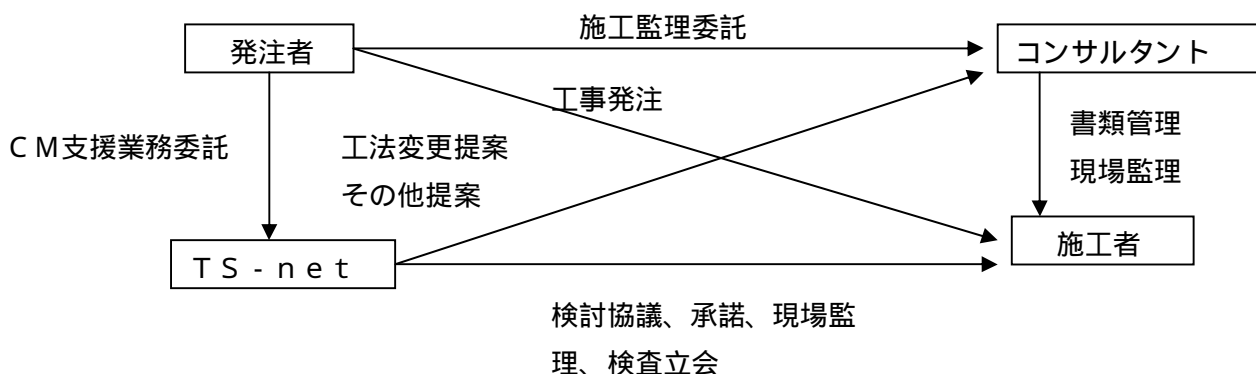 施工監理委託
発注者
コンサルタント
工事発注
書類管理
現場監理
ＣＭ支援業務委託
工法変更提案
その他提案
施工者
ＴＳ-ｎｅｔ
検討協議、承諾、現場監
理、検査立会